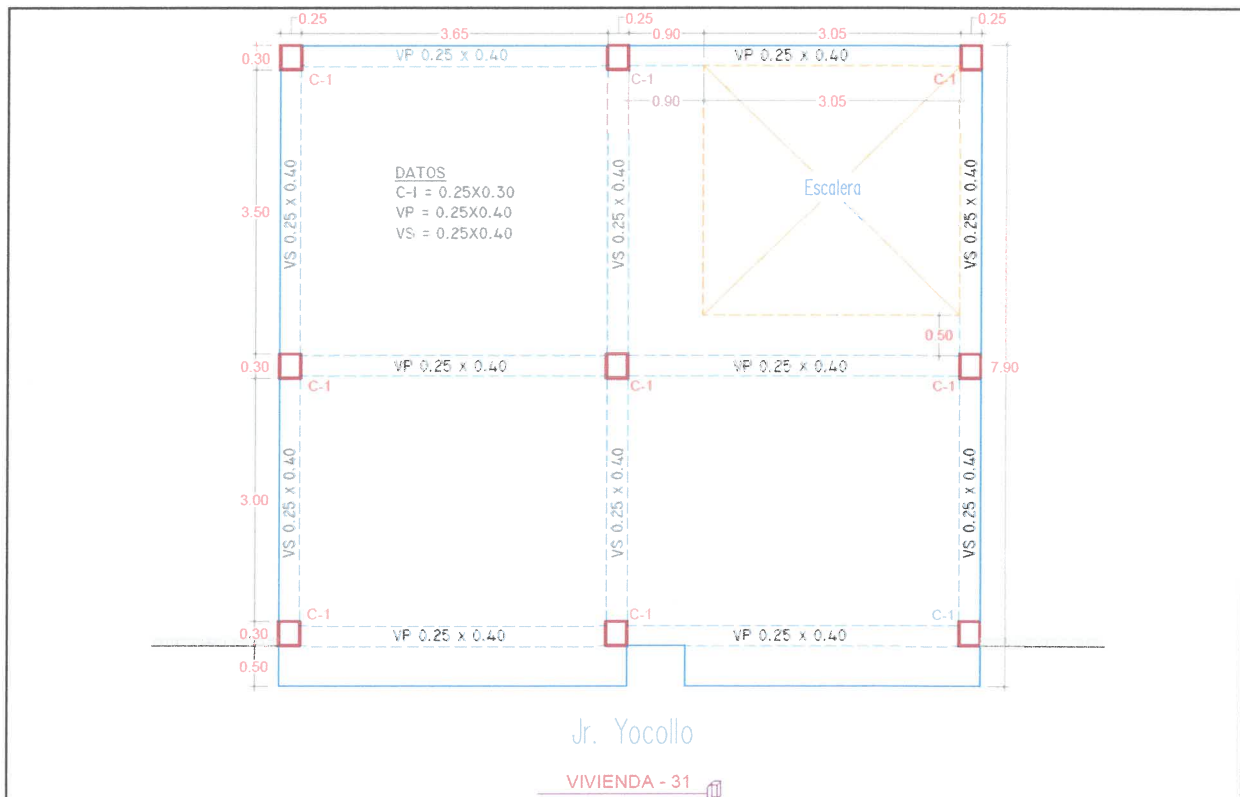 0.25 0.25 0.25
3.65 0.90 3.05
0.30 VP 0.25 x 0.40 VP 0.25 x 0.40
C-1 C-1 C-1
0.90 3.05
DATOS
C-1 = 0.25X0.30
VP = 0.25X0.40
VS = 0.25X0.40
Escalera
3.50 VS 0.25 x 0.40 VS 0.25 x 0.40 VS 0.25 x 0.40
0.50
0.30 VP 0.25 x 0.40 VP 0.25 x 0.40 7.90
C-1 C-1 C-1
3.00 VS 0.25 x 0.40 VS 0.25 x 0.40 VS 0.25 x 0.40
C-1 C-1 C-1
0.30 VP 0.25 x 0.40 VP 0.25 x 0.40
0.50
Jr. Yocollo
VIVIENDA - 31